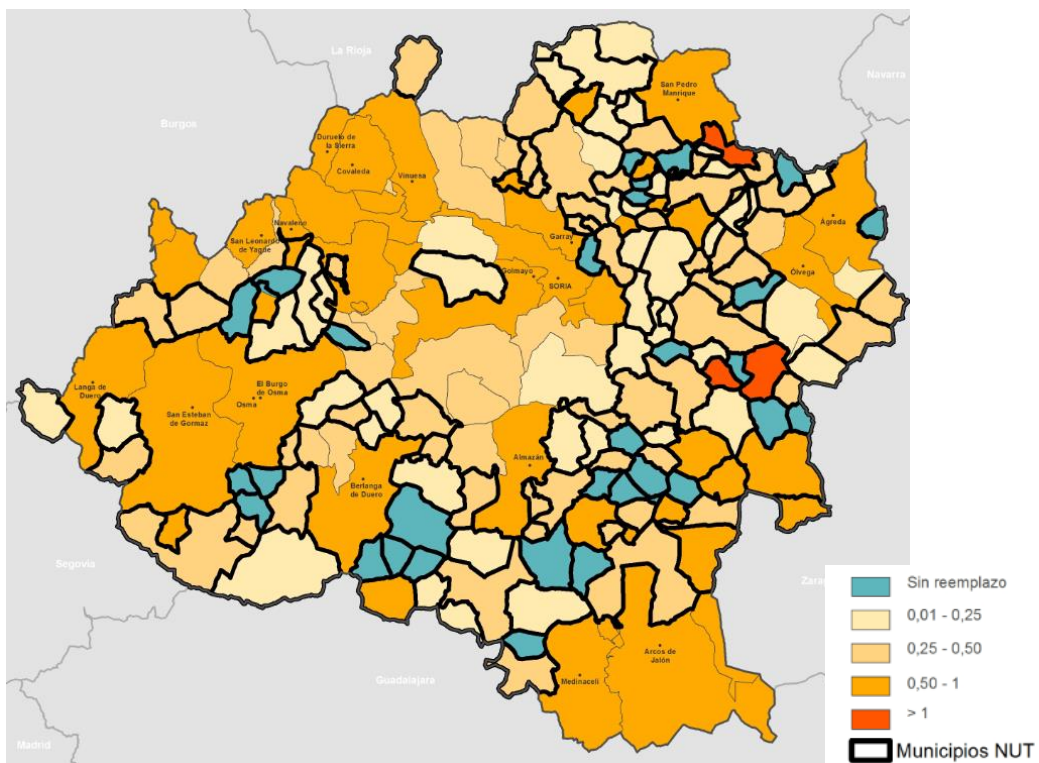 La Rioja
Navarra
San Pedro
Manrique
Burgos
Duruelo de
la Sierra
Covaleda
Vinuesa
Ágreda
Navaleno
San Leonardo
de Yagüe
Garray
Golmayo
SORIA
Ólvega
Langa de
Duero
El Burgo
de Osma
Osma
San Esteban
de Gormaz
Almazán
Berlanga
de Duero
Segovia
Sin reemplazo
0,01 - 0,25
0,25 - 0,50
0,50 - 1
> 1
Municipios NUT
Arcos de
Jalón
Medinaceli
Guadalajara
Madrid